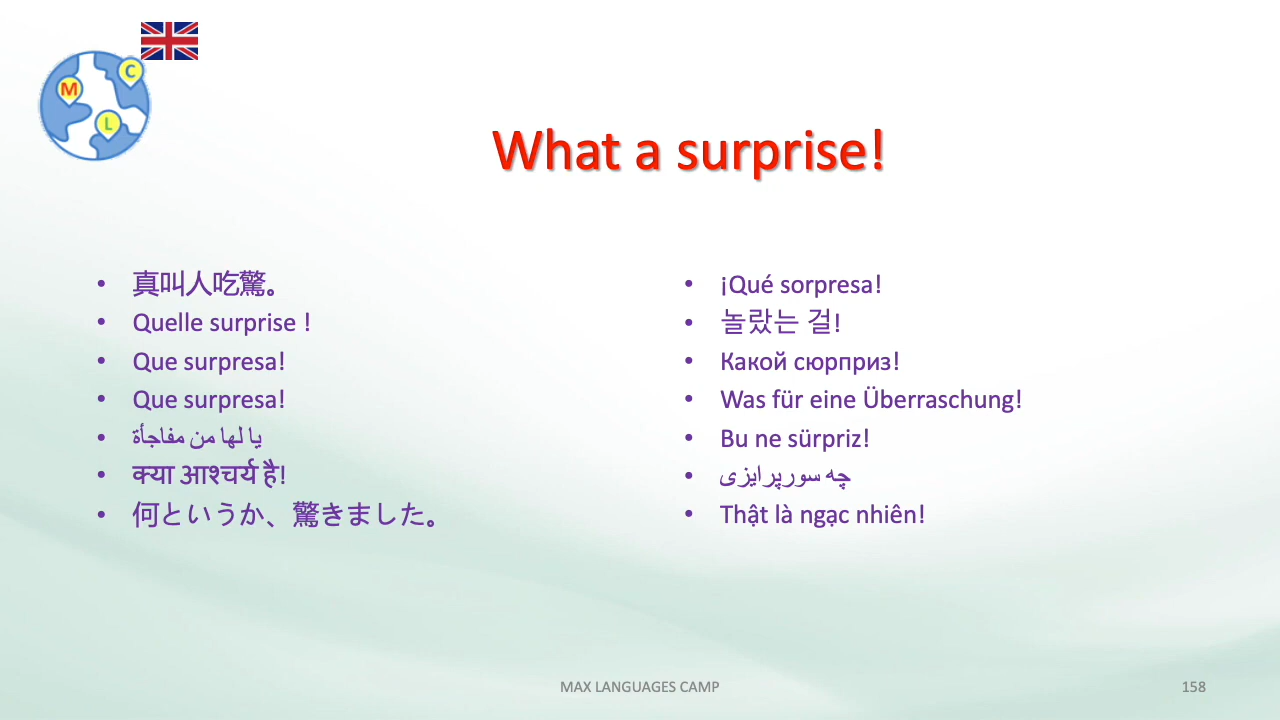 M
C
L
What a surprise!
真叫人吃驚。
Quelle surprise !
Que surpresa!
Que surpresa!
يا لها من مفاجأة
क्या आश्चर्य है!
何というか、驚きました。
¡Qué sorpresa!
놀랐는 걸!
Какой сюрприз!
Was für eine Überraschung!
Bu ne sürpriz!
چه سورپرایزی
Thật là ngạc nhiên!
MAX LANGUAGES CAMP
158